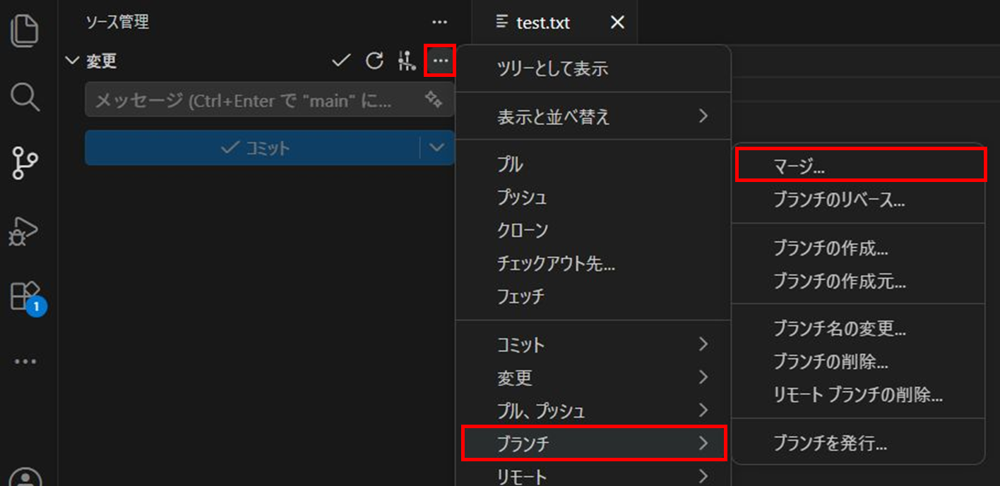 ソース管理
test.txt
変更
メッセージ (Ctrl+Enter で "main" に...
コミット
1
ツリーとして表示
表示と並べ替え
プル
プッシュ
クローン
チェックアウト先...
フェッチ
コミット
変更
プル、プッシュ
ブランチ
リモート
マージ...
ブランチのリベース...
ブランチの作成...
ブランチの作成元...
ブランチ名の変更...
ブランチの削除...
リモート ブランチの削除...
ブランチを発行...